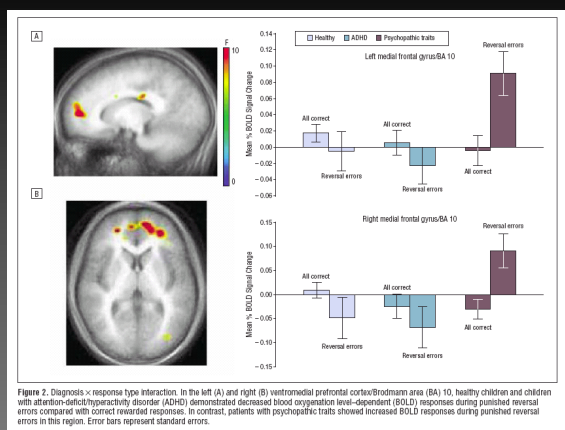 A
F
10
0
Healthy
ADHD
Psychopathic traits
Left medial frontal gyrus/BA 10
Mean % BOLD Signal Change
0.14
0.12
0.10
0.08
0.06
0.04
0.02
0.00
−0.02
−0.04
−0.06
All correct
Reversal errors
All correct
Reversal errors
All correct
Reversal errors
B
Right medial frontal gyrus/BA 10
Mean % BOLD Signal Change
0.15
0.10
0.05
0.00
−0.05
−0.10
−0.15
All correct
Reversal errors
All correct
Reversal errors
All correct
Reversal errors
Figure 2. Diagnosis × response type interaction. In the left (A) and right (B) ventromedial prefrontal cortex/Brodmann area (BA) 10, healthy children and children
with attention-deficit/hyperactivity disorder (ADHD) demonstrated decreased blood oxygenation level–dependent (BOLD) responses during punished reversal
errors compared with correct rewarded responses. In contrast, patients with psychopathic traits showed increased BOLD responses during punished reversal
errors in this region. Error bars represent standard errors.